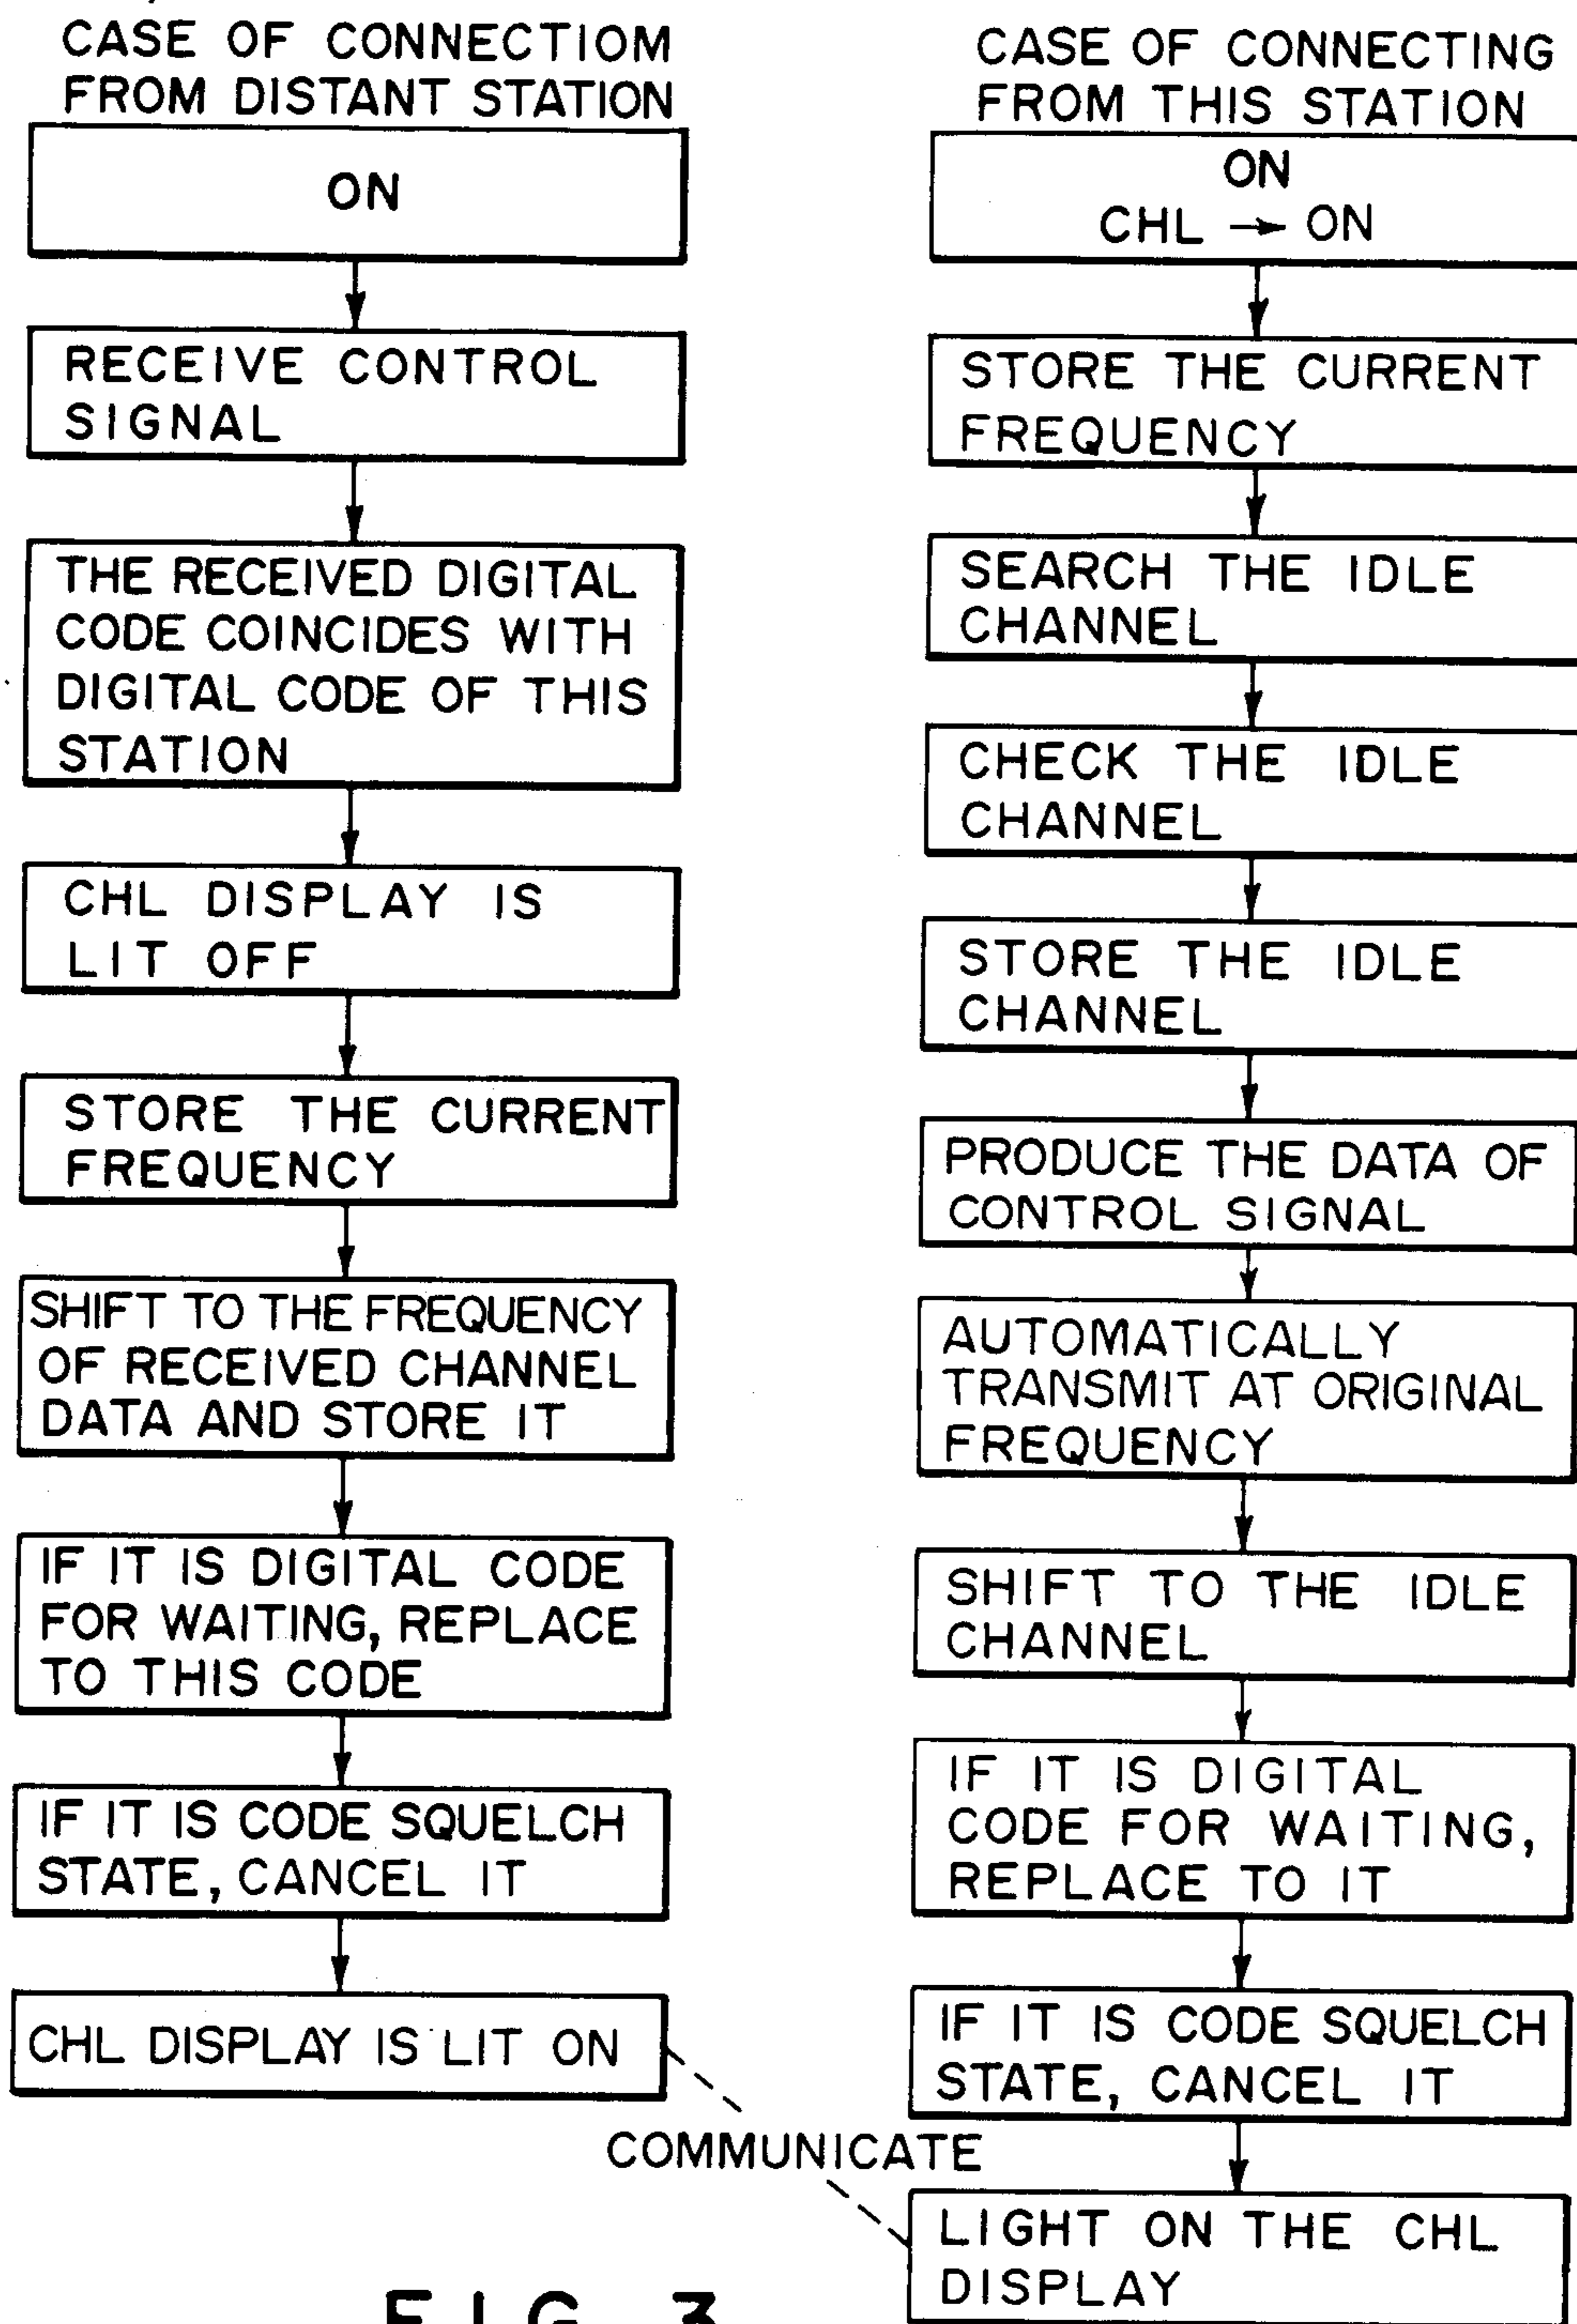 CASE OF CONNECTIOM
FROM DISTANT STATION
ON
RECEIVE CONTROL
SIGNAL
THE RECEIVED DIGITAL
CODE COINCIDES WITH
DIGITAL CODE OF THIS
STATION
CHL DISPLAY IS
LIT OFF
STORE THE CURRENT
FREQUENCY
SHIFT TO THE FREQUENCY
OF RECEIVED CHANNEL
DATA AND STORE IT
IF IT IS DIGITAL CODE
FOR WAITING, REPLACE
TO THIS CODE
IF IT IS CODE SQUELCH
STATE, CANCEL IT
CHL DISPLAY IS LIT ON
CASE OF CONNECTING
FROM THIS STATION
ON
CHL → ON
STORE THE CURRENT
FREQUENCY
SEARCH THE IDLE
CHANNEL
CHECK THE IDLE
CHANNEL
STORE THE IDLE
CHANNEL
PRODUCE THE DATA OF
CONTROL SIGNAL
AUTOMATICALLY
TRANSMIT AT ORIGINAL
FREQUENCY
SHIFT TO THE IDLE
CHANNEL
IF IT IS DIGITAL
CODE FOR WAITING,
REPLACE TO IT
IF IT IS CODE SQUELCH
STATE, CANCEL IT
LIGHT ON THE CHL
DISPLAY
COMMUNICATE
FIG. 3